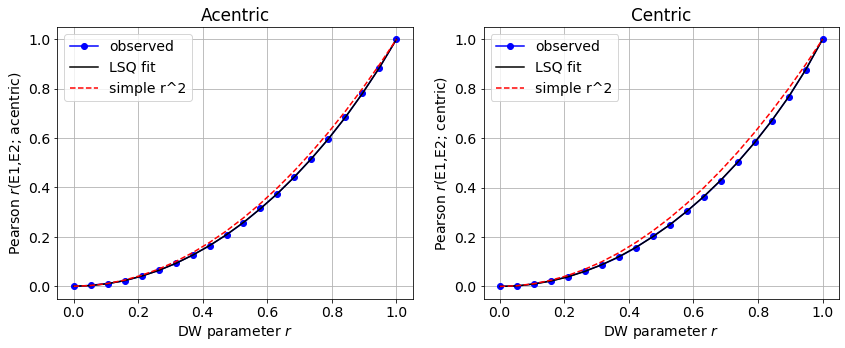 Acentric
Pearson r(E1,E2; acentric)
1.0
0.8
0.6
0.4
0.2
0.0
observed
LSQ fit
simple r^2
0.0 0.2 0.4 0.6 0.8 1.0
DW parameter r
Centric
Pearson r(E1,E2; centric)
1.0
0.8
0.6
0.4
0.2
0.0
observed
LSQ fit
simple r^2
0.0 0.2 0.4 0.6 0.8 1.0
DW parameter r